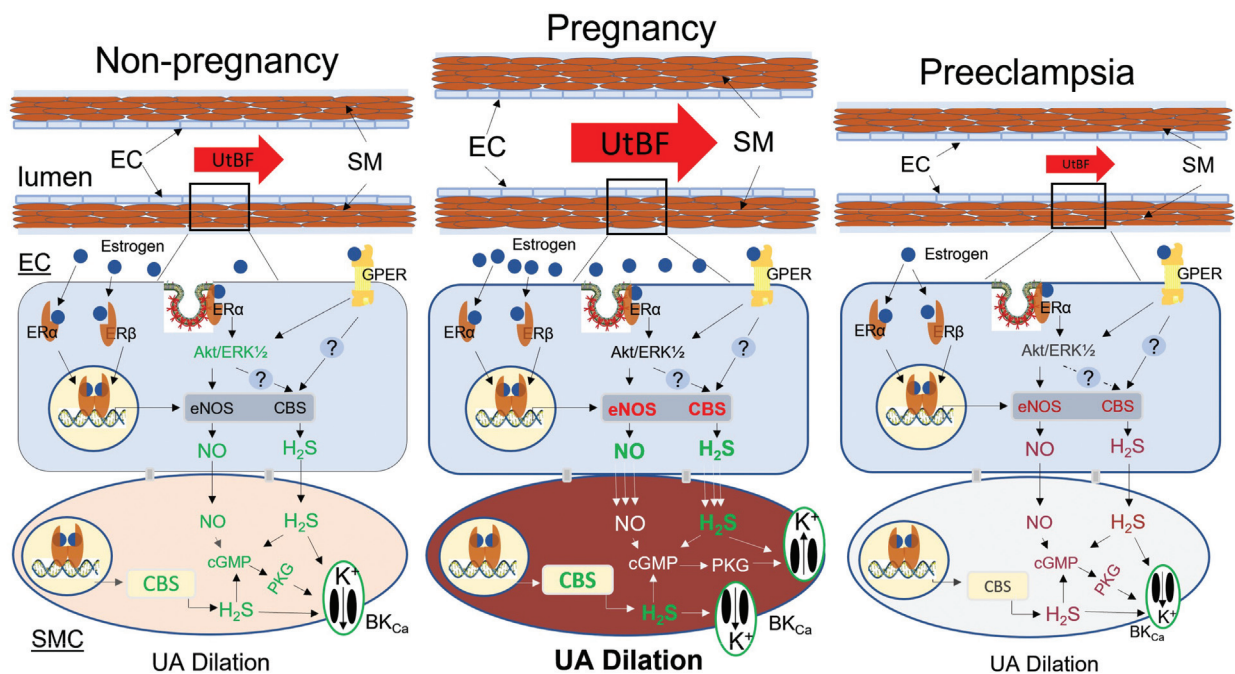 Non-pregnancy
EC
UtBF
SM
lumen
EC
Estrogen
GPER
ERα
ERβ
ERα
Akt/ERK½
?
?
eNOS CBS
NO H₂S
NO H₂S
cGMP
PKG
CBS
H₂S
K⁺
BK_Ca
SMC
UA Dilation
Pregnancy
EC
UtBF
SM
Estrogen
GPER
ERα
ERβ
ERα
Akt/ERK½
?
?
eNOS CBS
NO H₂S
NO H₂S
K⁺
cGMP PKG
CBS
H₂S
K⁺
BK_Ca
UA Dilation
Preeclampsia
EC
UtBF
SM
Estrogen
GPER
ERα
ERβ
ERα
Akt/ERK½
?
?
eNOS CBS
NO H₂S
NO H₂S
cGMP
PKG
CBS
H₂S
K⁺
BK_Ca
UA Dilation